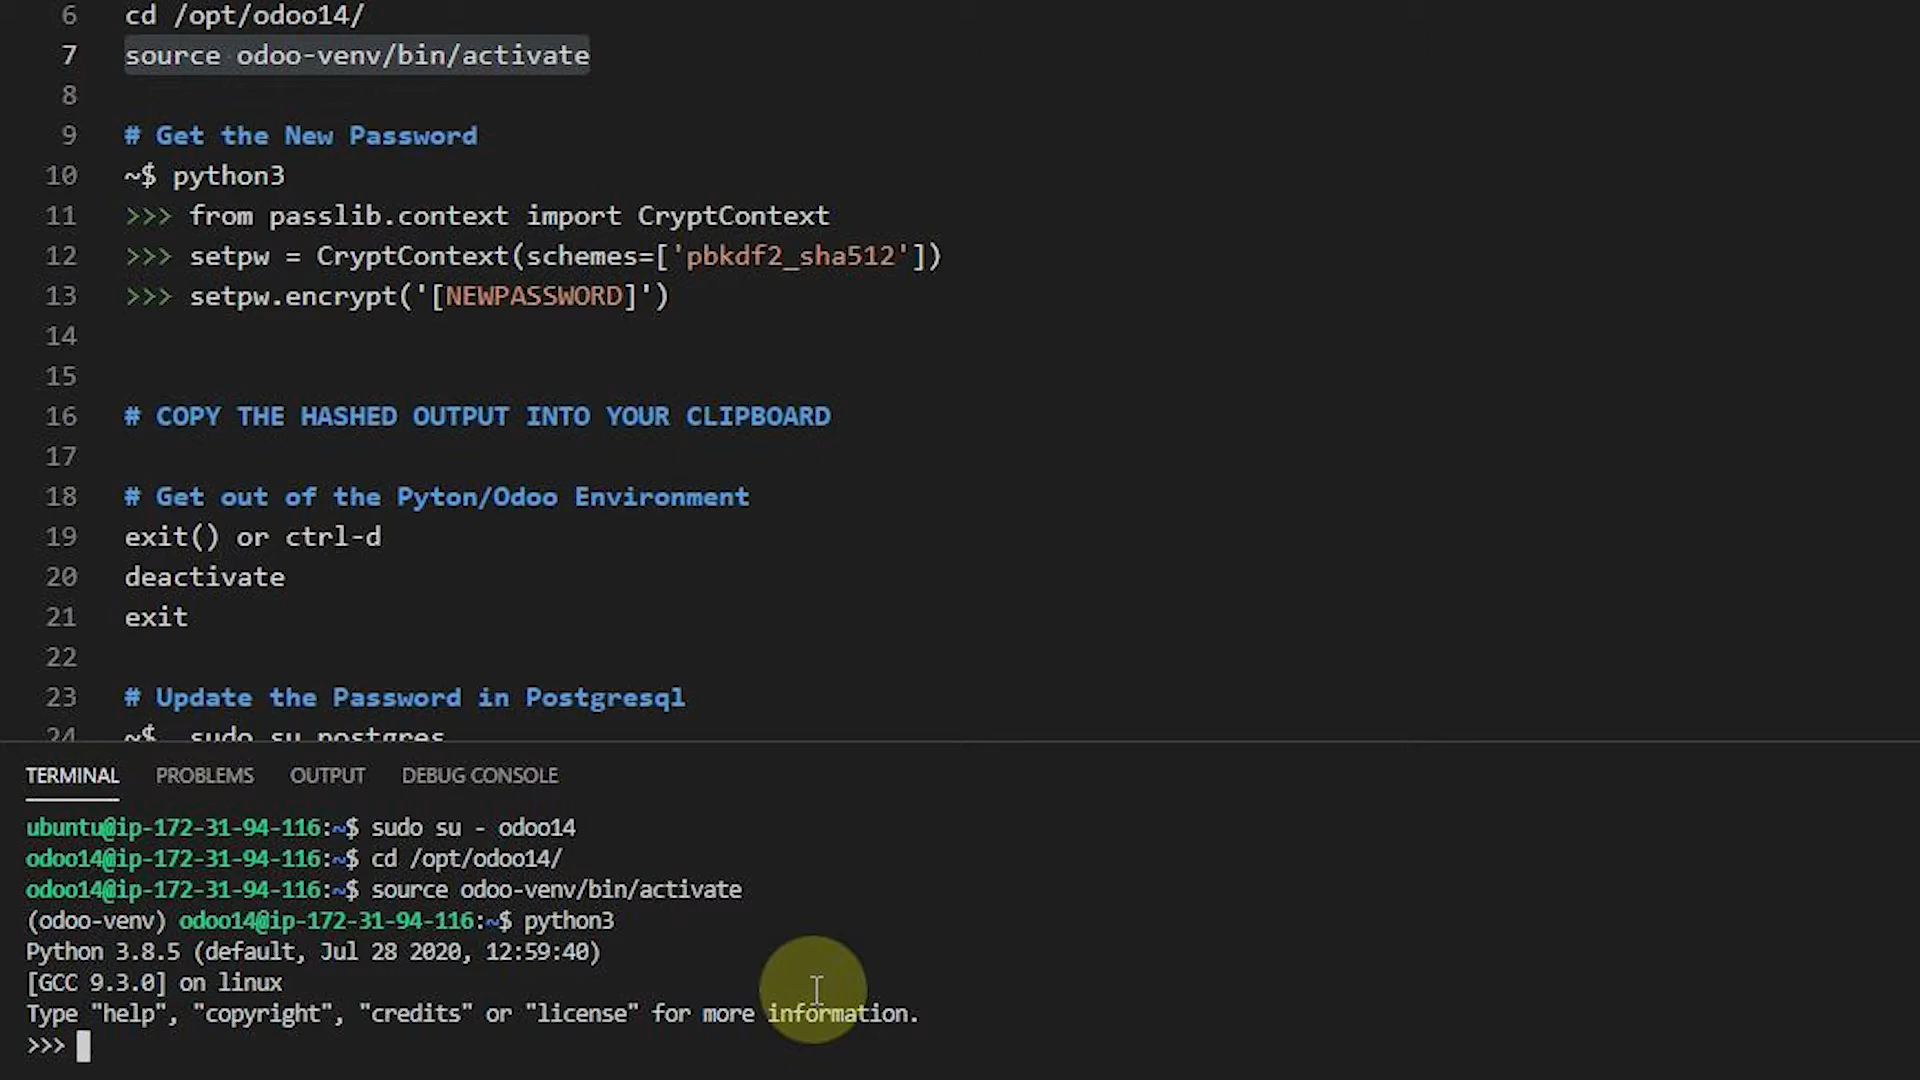 6 cd /opt/odoo14/
7 source odoo-venv/bin/activate
8
9 # Get the New Password
10 ~$ python3
11 >>> from passlib.context import CryptContext
12 >>> setpw = CryptContext(schemes=['pbkdf2_sha512'])
13 >>> setpw.encrypt('[NEWPASSWORD]')
14
15
16 # COPY THE HASHED OUTPUT INTO YOUR CLIPBOARD
17
18 # Get out of the Pyton/Odoo Environment
19 exit() or ctrl-d
20 deactivate
21 exit
22
23 # Update the Password in Postgresql
24 ~$ sudo su postgres
TERMINAL PROBLEMS OUTPUT DEBUG CONSOLE
ubuntu@ip-172-31-94-116:~$ sudo su - odoo14
odoo14@ip-172-31-94-116:~$ cd /opt/odoo14/
odoo14@ip-172-31-94-116:~$ source odoo-venv/bin/activate
(odoo-venv) odoo14@ip-172-31-94-116:~$ python3
Python 3.8.5 (default, Jul 28 2020, 12:59:40)
[GCC 9.3.0] on linux
Type "help", "copyright", "credits" or "license" for more information.
>>>